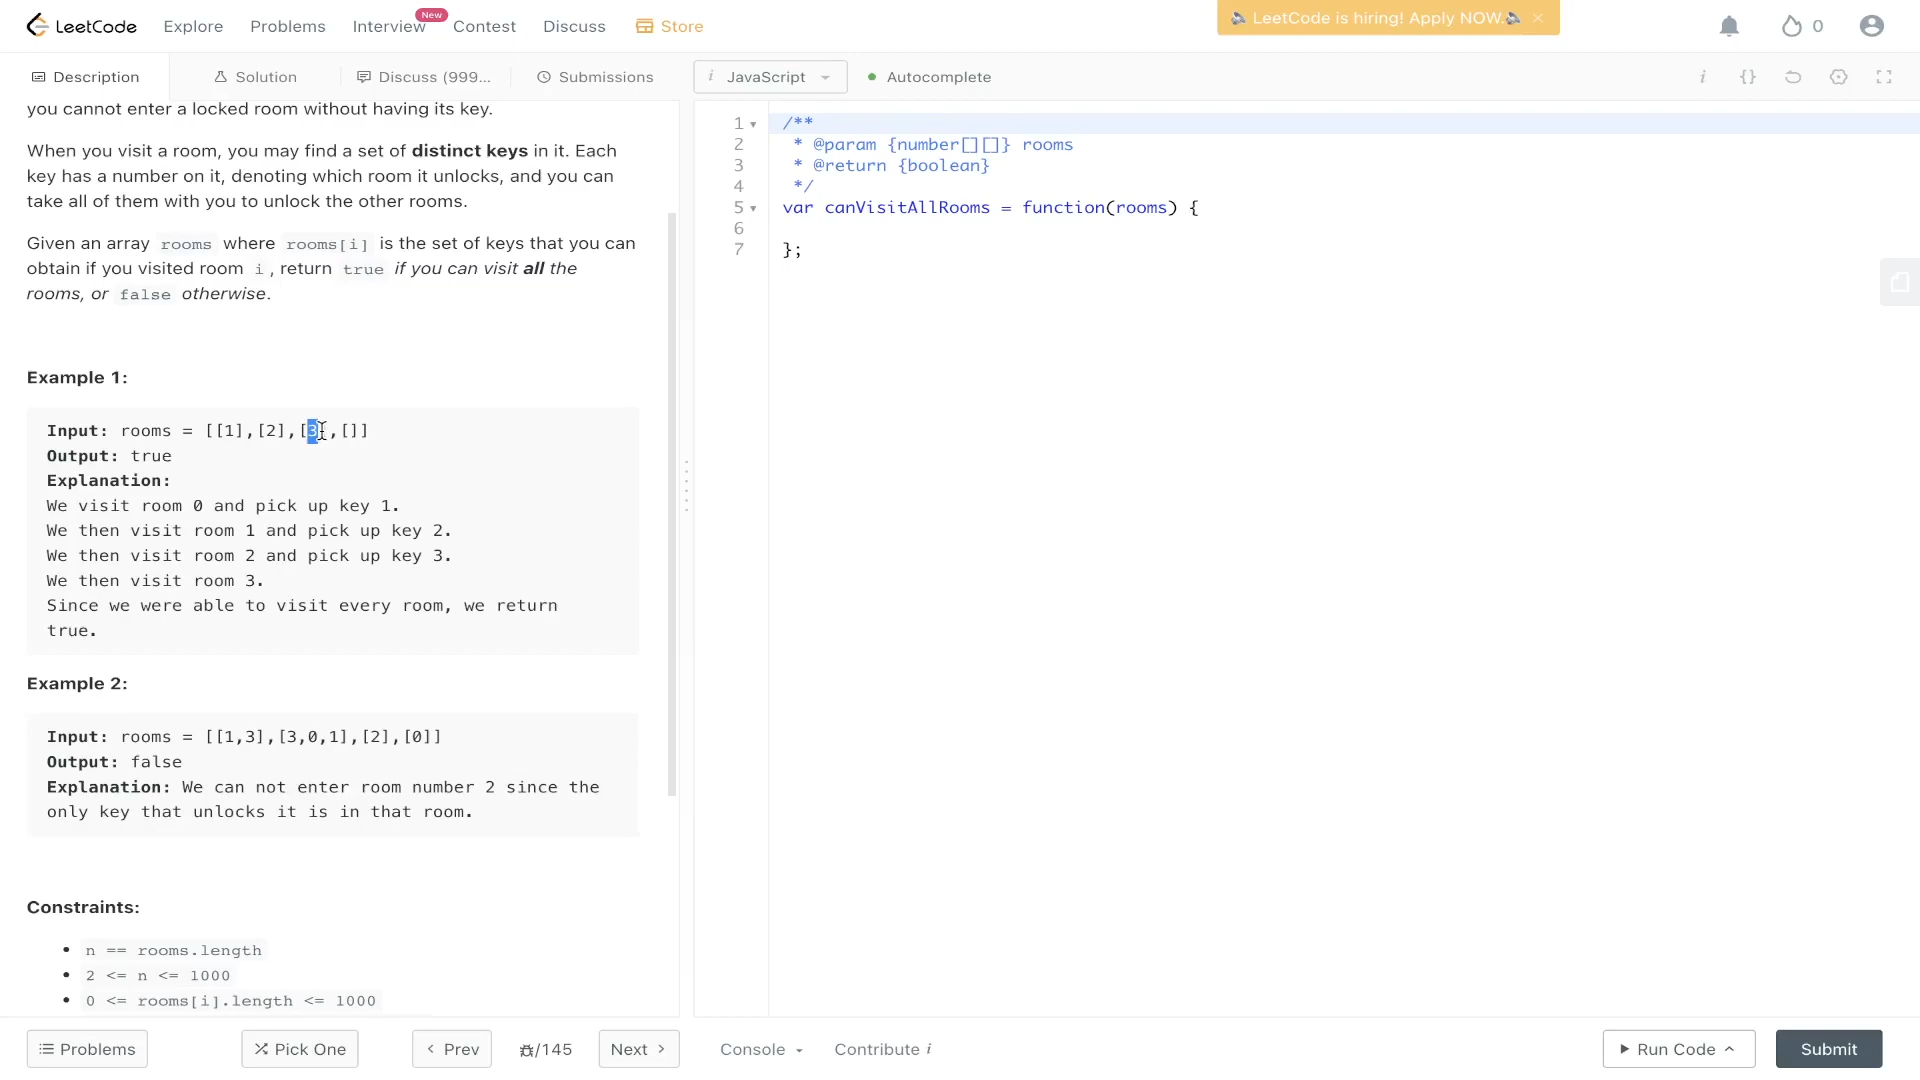 LeetCode Explore Problems Interview New Contest Discuss Store LeetCode is hiring! Apply NOW. × 0
Description Solution Discuss (999... Submissions i JavaScript Autocomplete i {}
you cannot enter a locked room without having its key.
When you visit a room, you may find a set of distinct keys in it. Each
key has a number on it, denoting which room it unlocks, and you can
take all of them with you to unlock the other rooms.
Given an array rooms where rooms[i] is the set of keys that you can
obtain if you visited room i, return true if you can visit all the
rooms, or false otherwise.
Example 1:
Input: rooms = [[1],[2],[3],[]]
Output: true
Explanation:
We visit room 0 and pick up key 1.
We then visit room 1 and pick up key 2.
We then visit room 2 and pick up key 3.
We then visit room 3.
Since we were able to visit every room, we return
true.
Example 2:
Input: rooms = [[1,3],[3,0,1],[2],[0]]
Output: false
Explanation: We can not enter room number 2 since the
only key that unlocks it is in that room.
Constraints:
• n == rooms.length
• 2 <= n <= 1000
• 0 <= rooms[i].length <= 1000
1 /**
2 * @param {number[][]} rooms
3 * @return {boolean}
4 */
5 var canVisitAllRooms = function(rooms) {
6
7 };
Problems Pick One < Prev /145 Next > Console Contribute i Run Code Submit